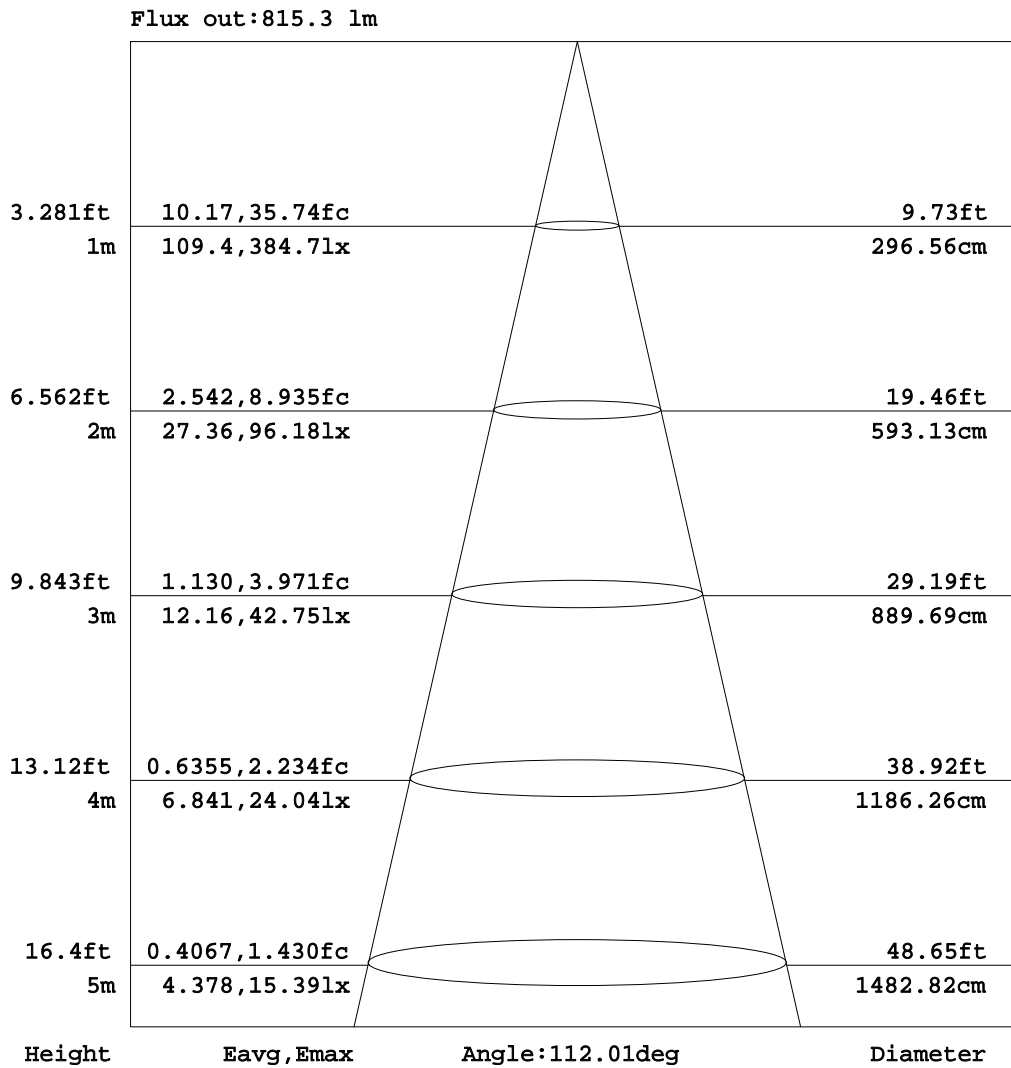 Flux out:815.3 lm
3.281ft 10.17,35.74fc 9.73ft
1m 109.4,384.7lx 296.56cm
6.562ft 2.542,8.935fc 19.46ft
2m 27.36,96.18lx 593.13cm
9.843ft 1.130,3.971fc 29.19ft
3m 12.16,42.75lx 889.69cm
13.12ft 0.6355,2.234fc 38.92ft
4m 6.841,24.04lx 1186.26cm
16.4ft 0.4067,1.430fc 48.65ft
5m 4.378,15.39lx 1482.82cm
Height Eavg,Emax Angle:112.01deg Diameter